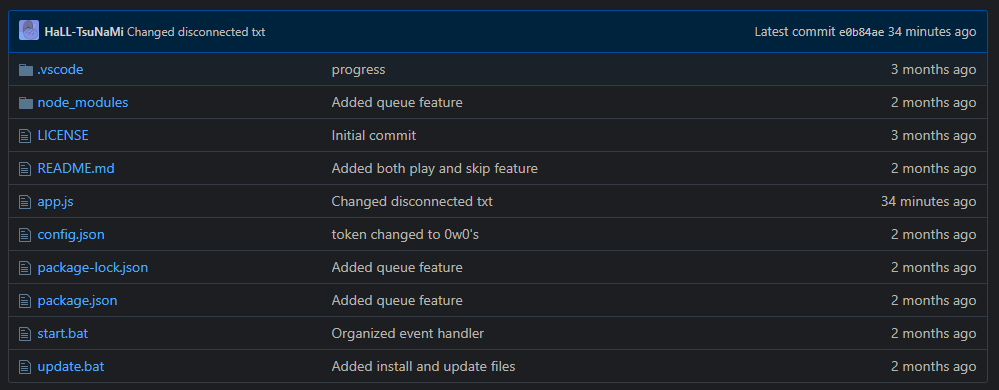 HaLL-TsuNaMi Changed disconnected txt Latest commit e0b84ae 34 minutes ago
.vscode progress 3 months ago
node_modules Added queue feature 2 months ago
LICENSE Initial commit 3 months ago
README.md Added both play and skip feature 2 months ago
app.js Changed disconnected txt 34 minutes ago
config.json token changed to 0w0's 2 months ago
package-lock.json Added queue feature 2 months ago
package.json Added queue feature 2 months ago
start.bat Organized event handler 2 months ago
update.bat Added install and update files 2 months ago